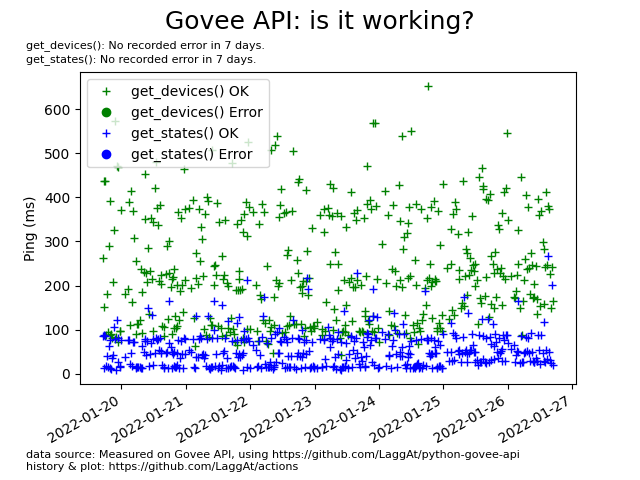 Govee API: is it working?
get_devices(): No recorded error in 7 days.
get_states(): No recorded error in 7 days.
get_devices() OK
get_devices() Error
get_states() OK
get_states() Error
Ping (ms)
600
500
400
300
200
100
0
2022-01-20
2022-01-21
2022-01-22
2022-01-23
2022-01-24
2022-01-25
2022-01-26
2022-01-27
data source: Measured on Govee API, using https://github.com/LaggAt/python-govee-api
history & plot: https://github.com/LaggAt/actions